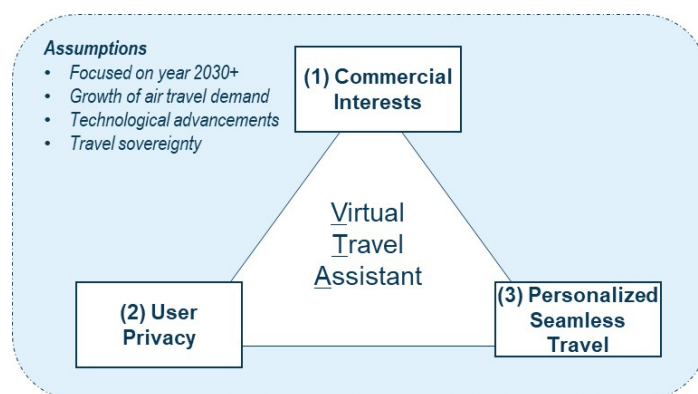 Assumptions
• Focused on year 2030+
• Growth of air travel demand
• Technological advancements
• Travel sovereignty
(1) Commercial
Interests
Virtual
Travel
Assistant
(2) User
Privacy
(3) Personalized
Seamless
Travel